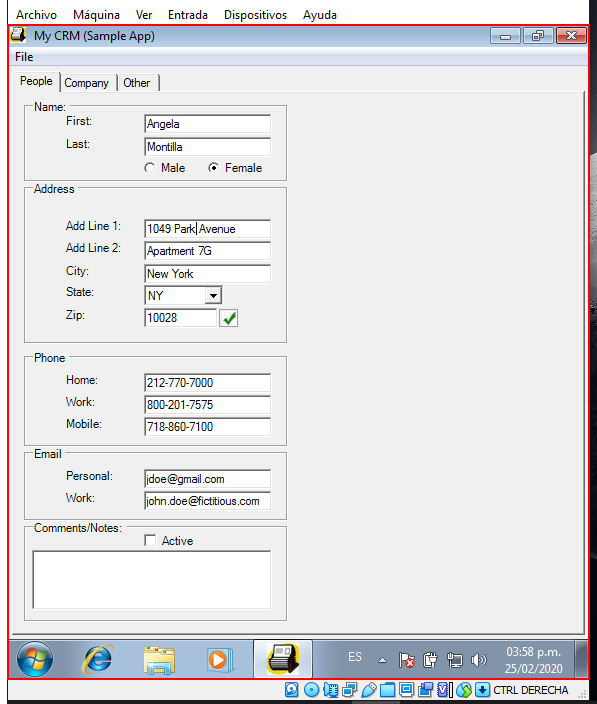 Archivo Máquina Ver Entrada Dispositivos Ayuda
My CRM (Sample App)
File
People Company Other
Name:
First: Angela
Last: Montilla
Male Female
Address
Add Line 1: 1049 Park Avenue
Add Line 2: Apartment 7G
City: New York
State: NY
Zip: 10028
Phone
Home: 212-770-7000
Work: 800-201-7575
Mobile: 718-860-7100
Email
Personal: jdoe@gmail.com
Work: john.doe@fictitious.com
Comments/Notes:
Active
ES 03:58 p.m.
25/02/2020
CTRL DERECHA